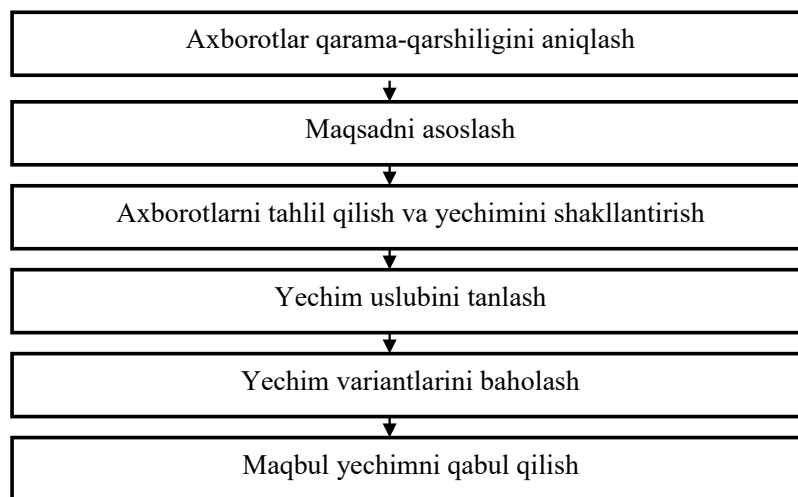 Axborotlar qarama-qarshiligini aniqlash
Maqsadni asoslash
Axborotlarni tahlil qilish va yechimini shakllantirish
Yechim uslubini tanlash
Yechim variantlarini baholash
Maqbul yechimni qabul qilish